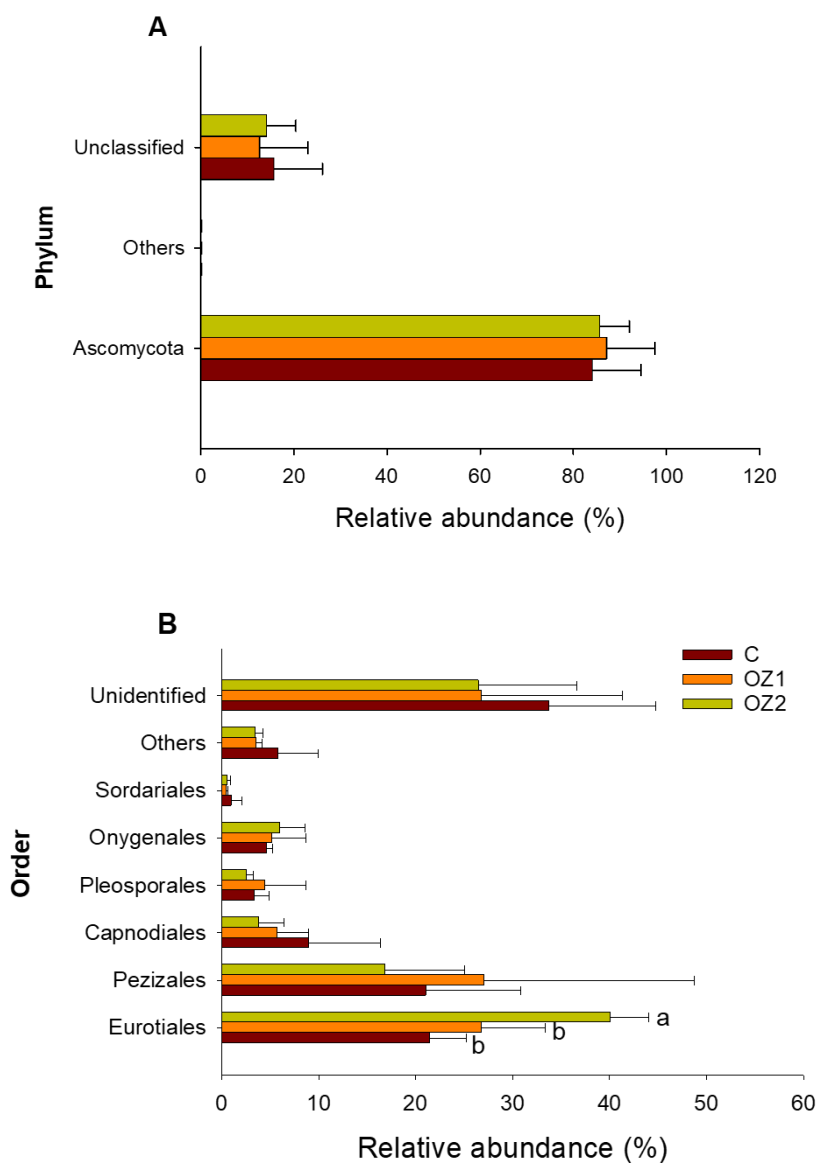 A
Phylum
Unclassified
Others
Ascomycota
0 20 40 60 80 100 120
Relative abundance (%)
B
C
OZ1
OZ2
Order
Unidentified
Others
Sordariales
Onygenales
Pleosporales
Capnodiales
Pezizales
Eurotiales
a
b
b
0 10 20 30 40 50 60
Relative abundance (%)